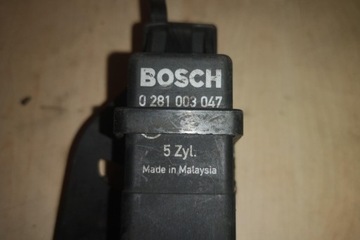 BOSCH
0 281 003 047
5 Zyl.
Made in Malaysia